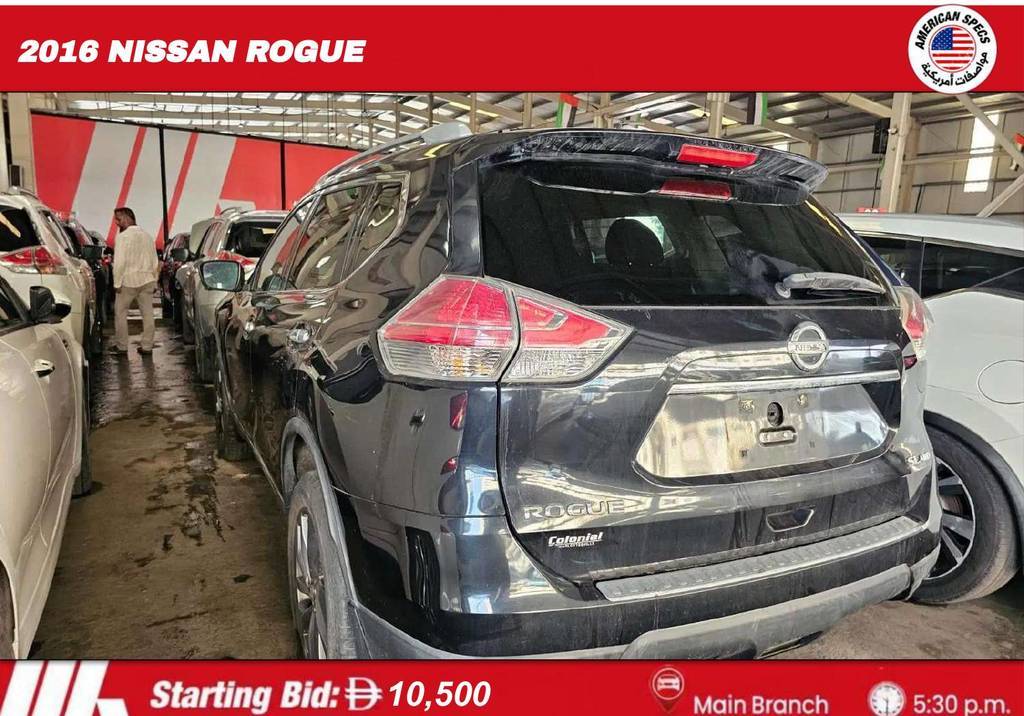 2016 NISSAN ROGUE
AMERICAN SPECS
مواصفات أمريكية
NISSAN
SL AWD
ROGUE
Colonial
Starting Bid: 10,500
Main Branch
5:30 p.m.